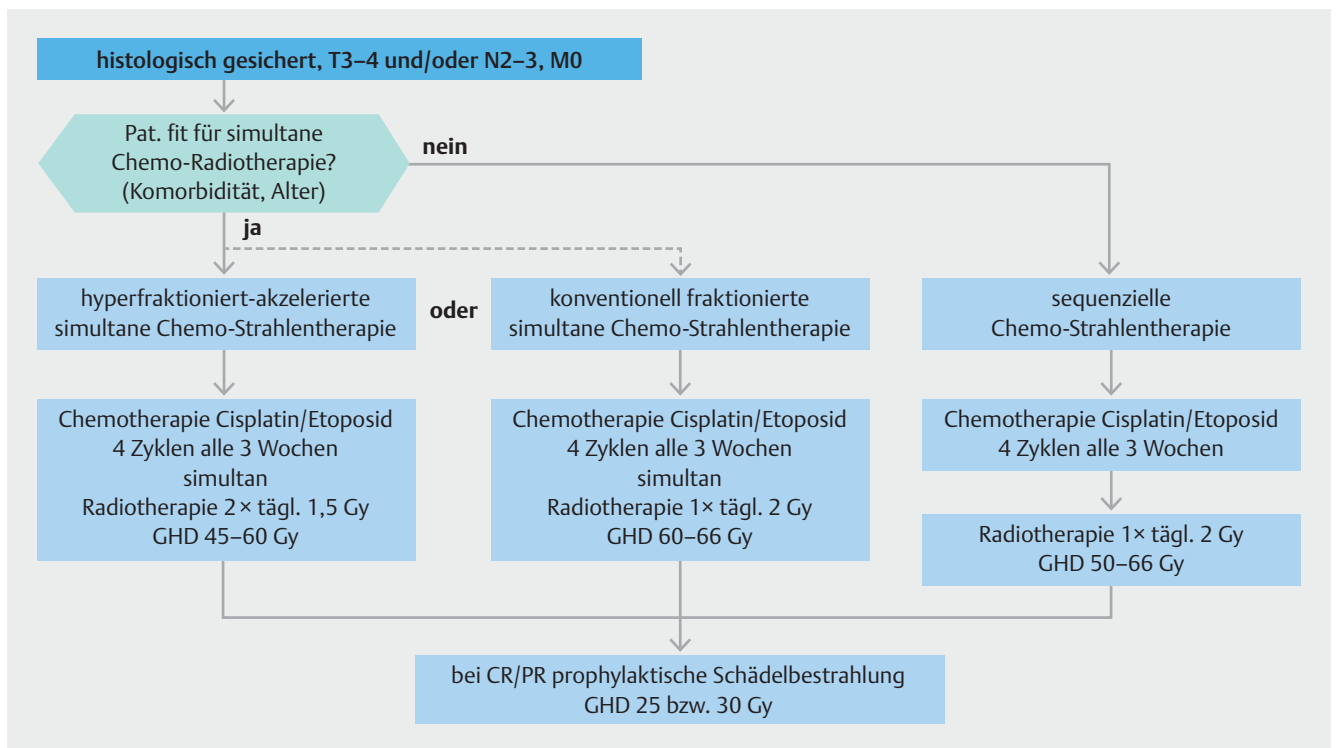 histologisch gesichert, T3–4 und/oder N2–3, M0
Pat. fit für simultane
Chemo-Radiotherapie?
(Komorbidität, Alter)
nein
ja
hyperfraktioniert-akzelerierte
simultane Chemo-Strahlentherapie
oder
konventionell fraktionierte
simultane Chemo-Strahlentherapie
sequenzielle
Chemo-Strahlentherapie
Chemotherapie Cisplatin/Etoposid
4 Zyklen alle 3 Wochen
simultan
Radiotherapie 2× tägl. 1,5 Gy
GHD 45–60 Gy
Chemotherapie Cisplatin/Etoposid
4 Zyklen alle 3 Wochen
simultan
Radiotherapie 1× tägl. 2 Gy
GHD 60–66 Gy
Chemotherapie Cisplatin/Etoposid
4 Zyklen alle 3 Wochen
Radiotherapie 1× tägl. 2 Gy
GHD 50–66 Gy
bei CR/PR prophylaktische Schädelbestrahlung
GHD 25 bzw. 30 Gy